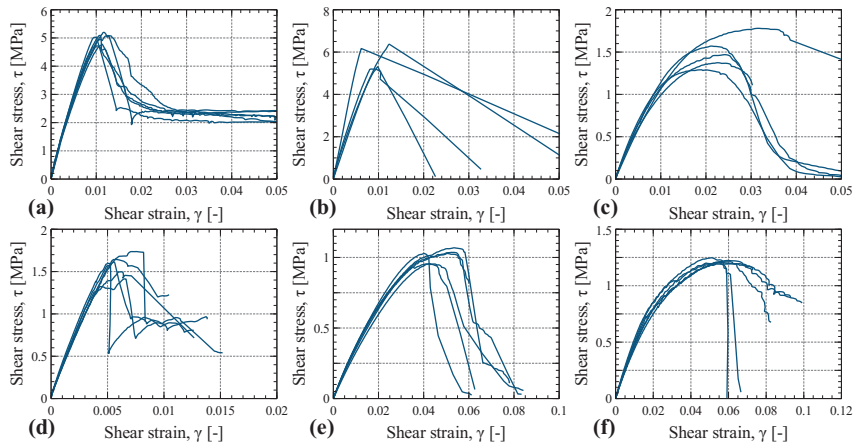 Shear stress, τ [MPa]
6
5
4
3
2
1
0
0 0.01 0.02 0.03 0.04 0.05
Shear strain, γ [-]
(a)
Shear stress, τ [MPa]
8
6
4
2
0
0 0.01 0.02 0.03 0.04 0.05
Shear strain, γ [-]
(b)
Shear stress, τ [MPa]
2
1.5
1
0.5
0
0 0.01 0.02 0.03 0.04 0.05
Shear strain, γ [-]
(c)
Shear stress, τ [MPa]
2
1.5
1
0.5
0
0 0.005 0.01 0.015 0.02
Shear strain, γ [-]
(d)
Shear stress, τ [MPa]
1.2
1
0.5
0
0 0.02 0.04 0.06 0.08 0.1
Shear strain, γ [-]
(e)
Shear stress, τ [MPa]
1.5
1.2
1
0.5
0
0 0.02 0.04 0.06 0.08 0.1 0.12
Shear strain, γ [-]
(f)